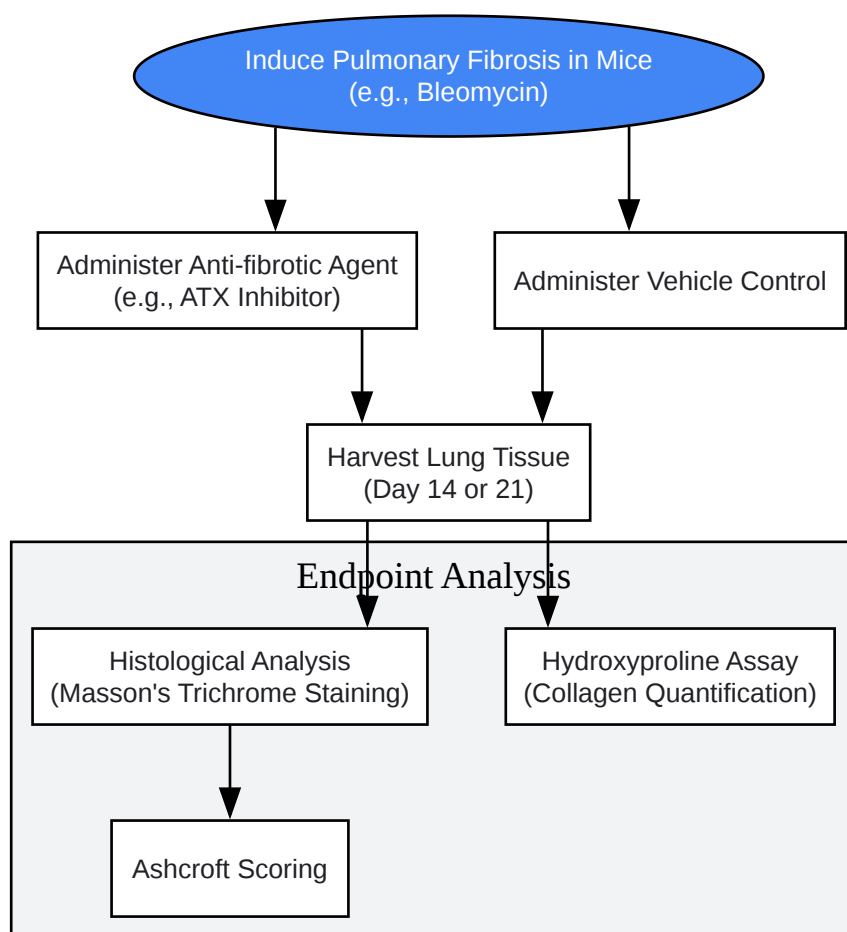 Induce Pulmonary Fibrosis in Mice
(e.g., Bleomycin)
Administer Anti-fibrotic Agent
(e.g., ATX Inhibitor)
Administer Vehicle Control
Harvest Lung Tissue
(Day 14 or 21)
Endpoint Analysis
Histological Analysis
(Masson's Trichrome Staining)
Hydroxyproline Assay
(Collagen Quantification)
Ashcroft Scoring